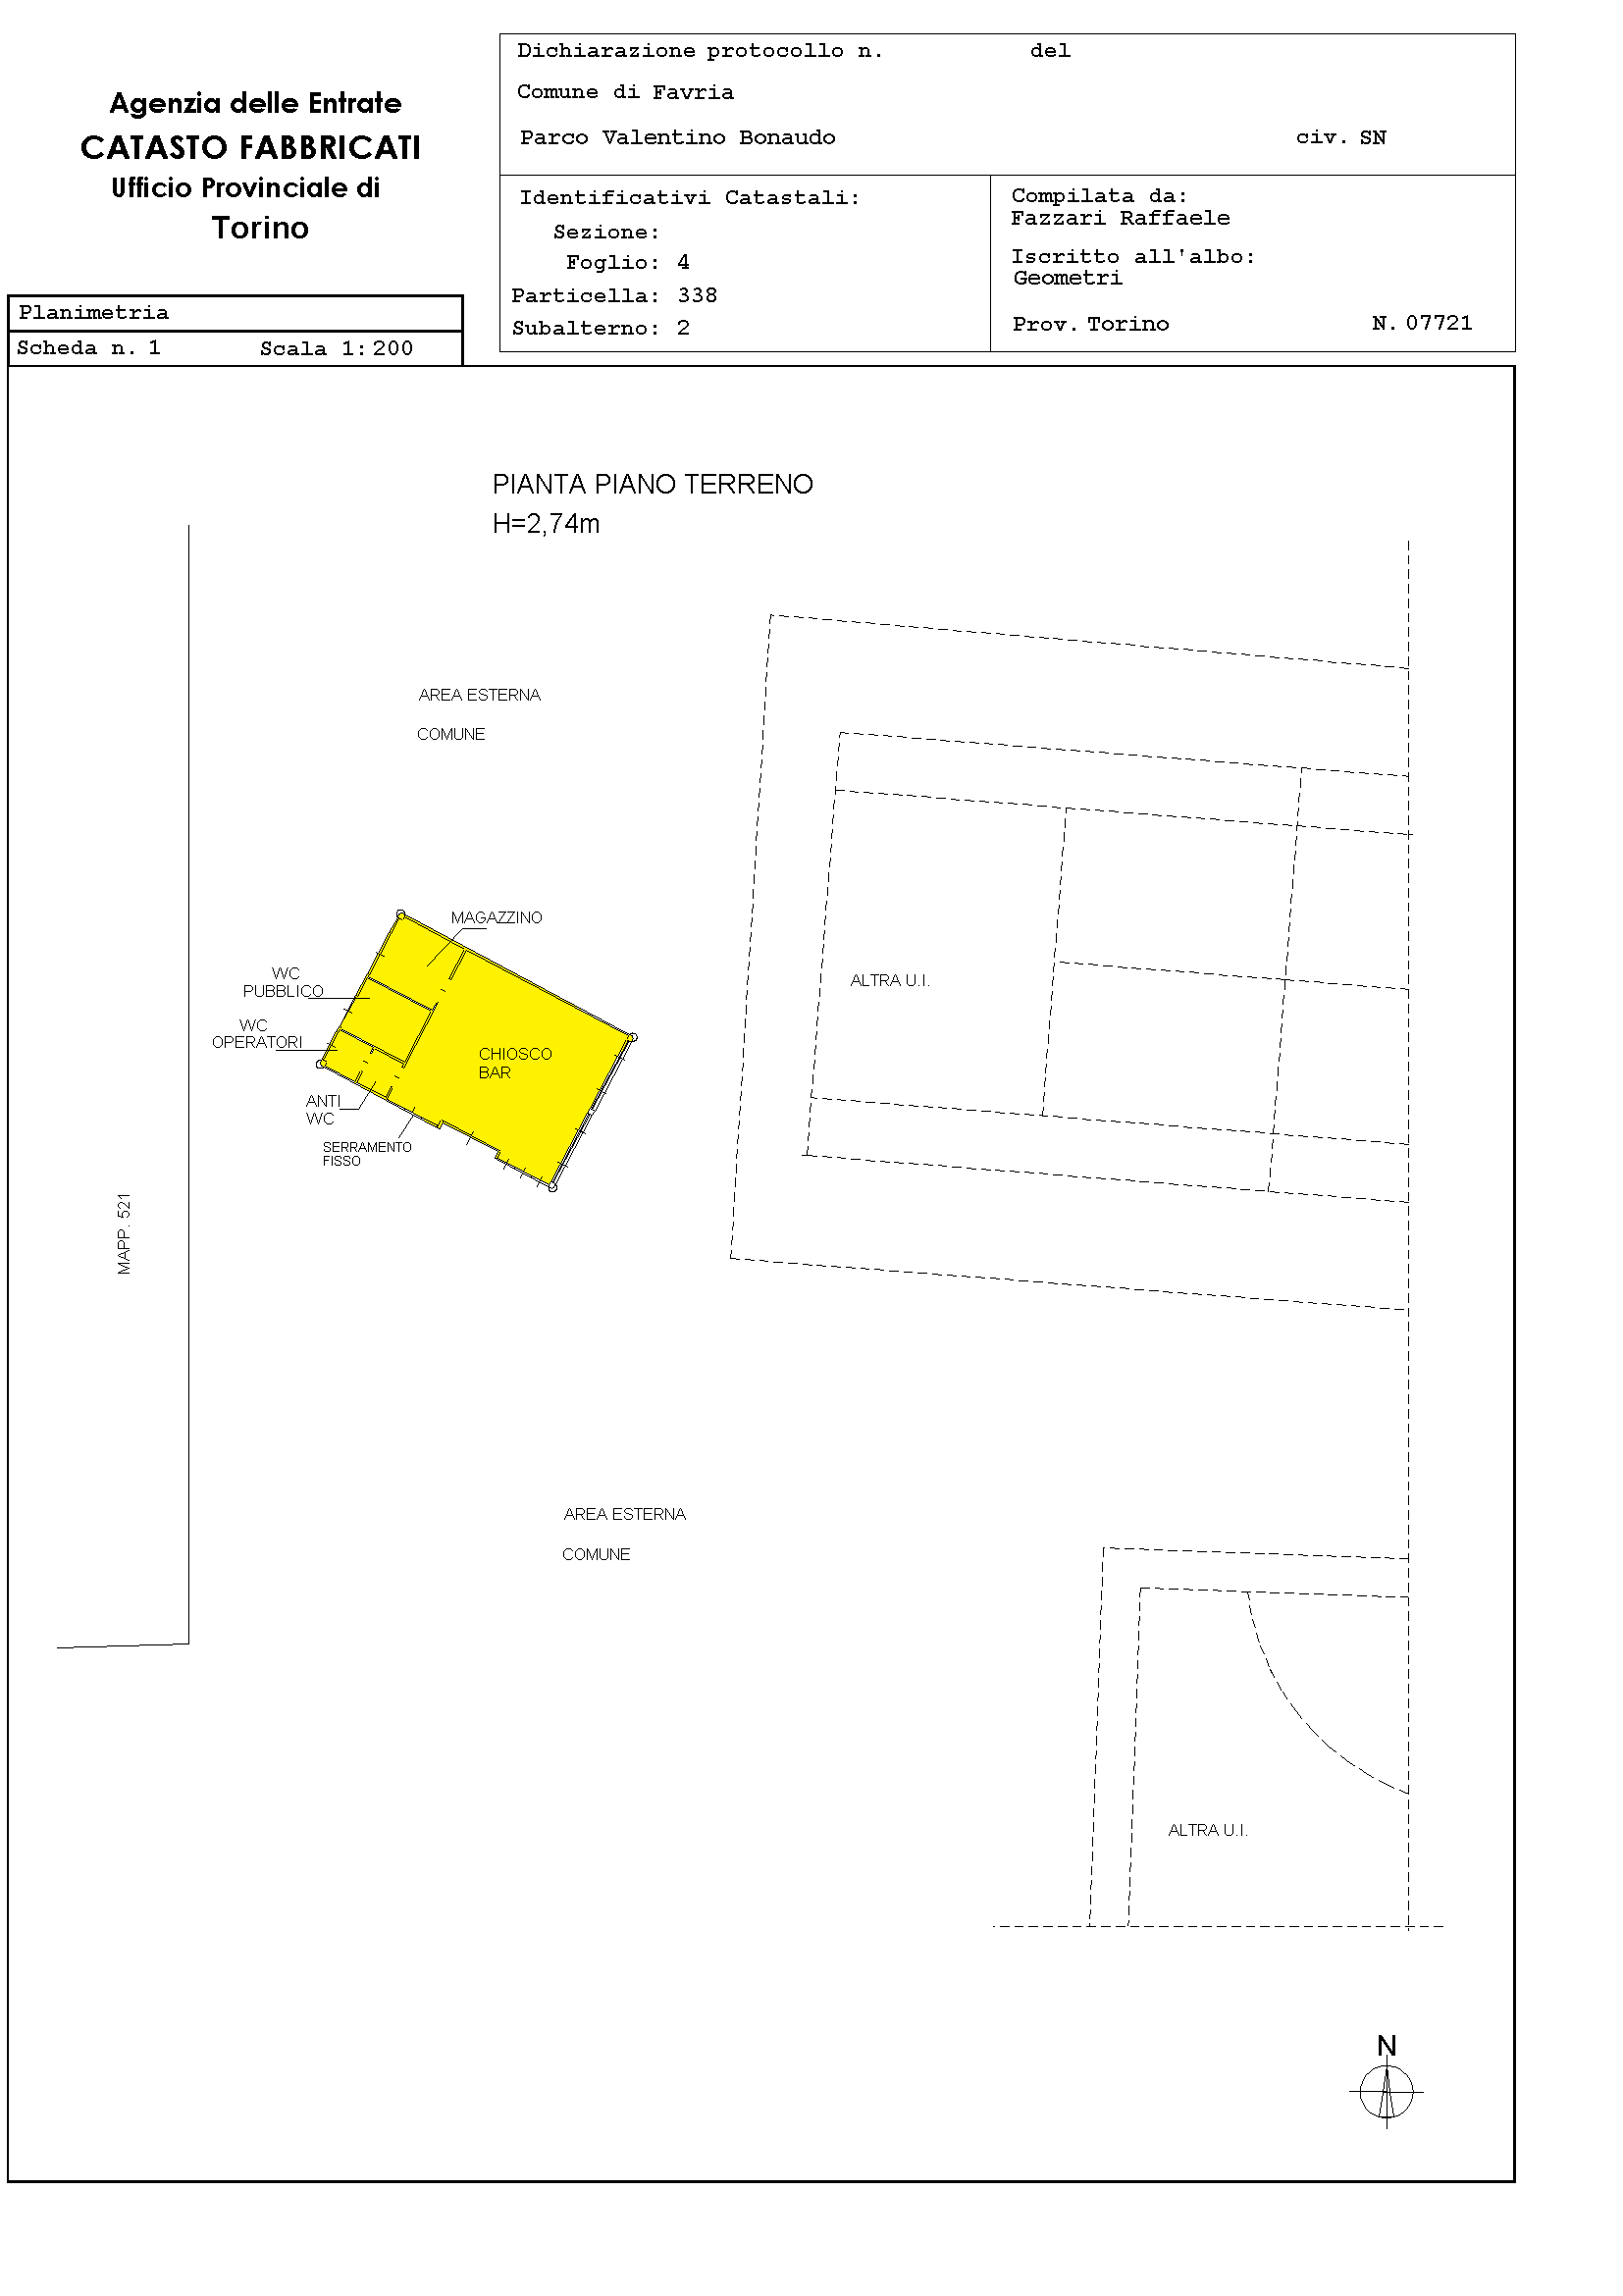 Agenzia delle Entrate
CATASTO FABBRICATI
Ufficio Provinciale di
Torino
Dichiarazione protocollo n. del
Comune di Favria
Parco Valentino Bonaudo civ. SN
Identificativi Catastali:
Sezione:
Foglio: 4
Particella: 338
Subalterno: 2
Compilata da:
Fazzari Raffaele
Iscritto all'albo:
Geometri
Prov. Torino N. 07721
Planimetria
Scheda n. 1 Scala 1: 200
PIANTA PIANO TERRENO
H=2,74m
AREA ESTERNA
COMUNE
MAGAZZINO
WC
PUBBLICO
WC
OPERATORI
CHIOSCO
BAR
ANTI
WC
SERRAMENTO
FISSO
ALTRA U.I.
MAPP. 521
AREA ESTERNA
COMUNE
ALTRA U.I.
N